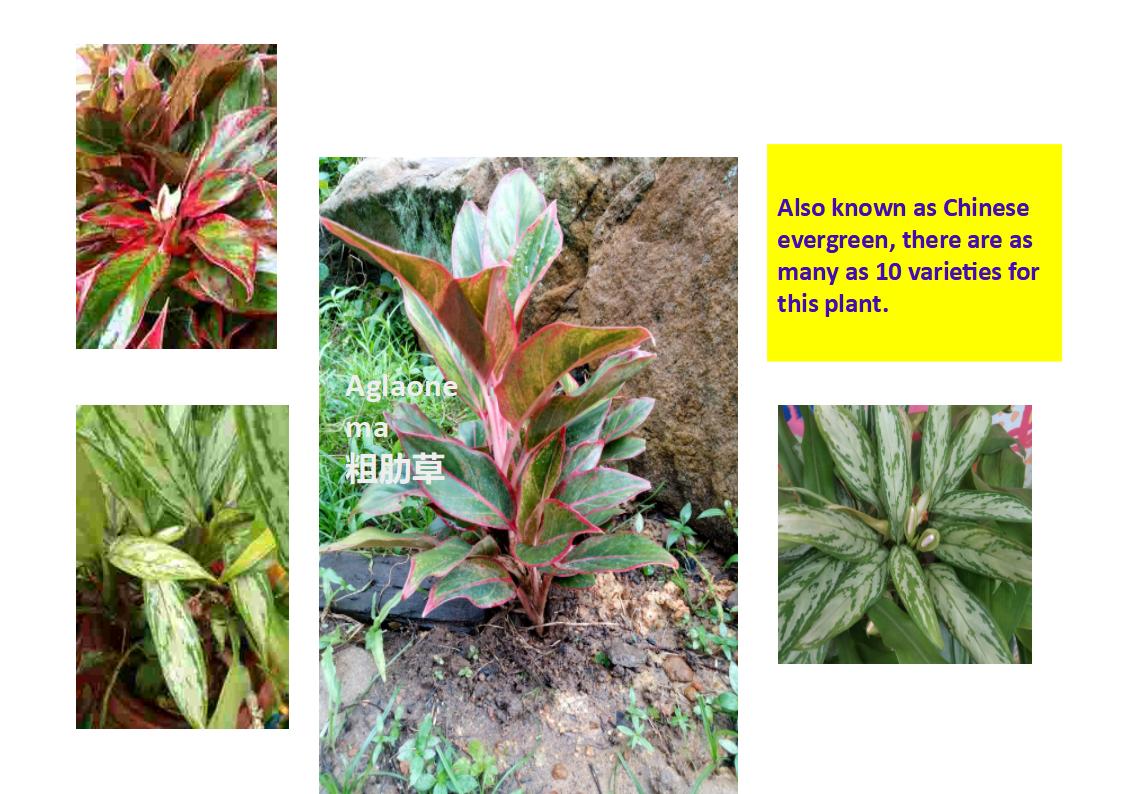 Also known as Chinese
evergreen, there are as
many as 10 varieties for
this plant.
Aglaone
ma
粗肋草